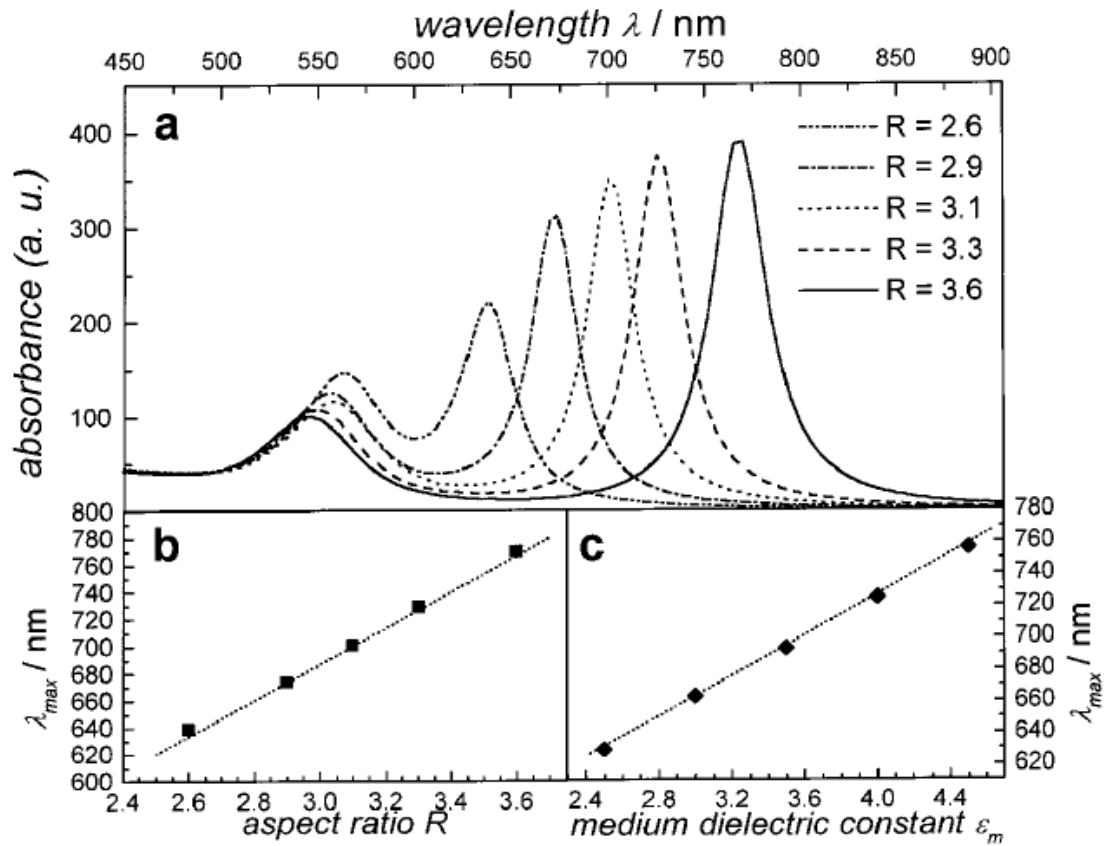 wavelength λ / nm
450 500 550 600 650 700 750 800 850 900
a
absorbance (a. u.)
400
300
200
100
R = 2.6
R = 2.9
R = 3.1
R = 3.3
R = 3.6
b
λmax / nm
800
780
760
740
720
700
680
660
640
620
600
2.4 2.6 2.8 3.0 3.2 3.4 3.6 3.8
aspect ratio R
c
780
760
740
720
700
680
660
640
620
λmax / nm
2.4 2.8 3.2 3.6 4.0 4.4
medium dielectric constant εm